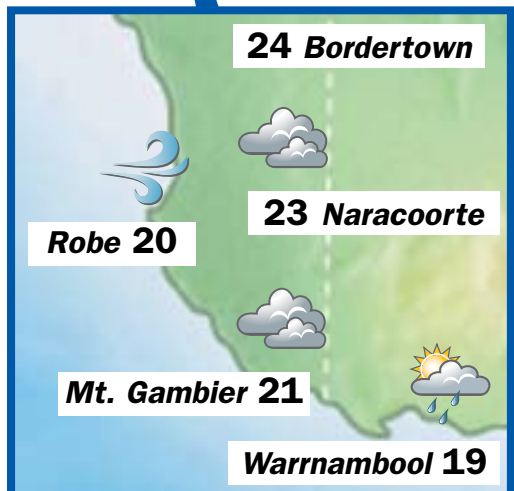 24 Bordertown
23 Naracoorte
Robe 20
Mt. Gambier 21
Warrnambool 19